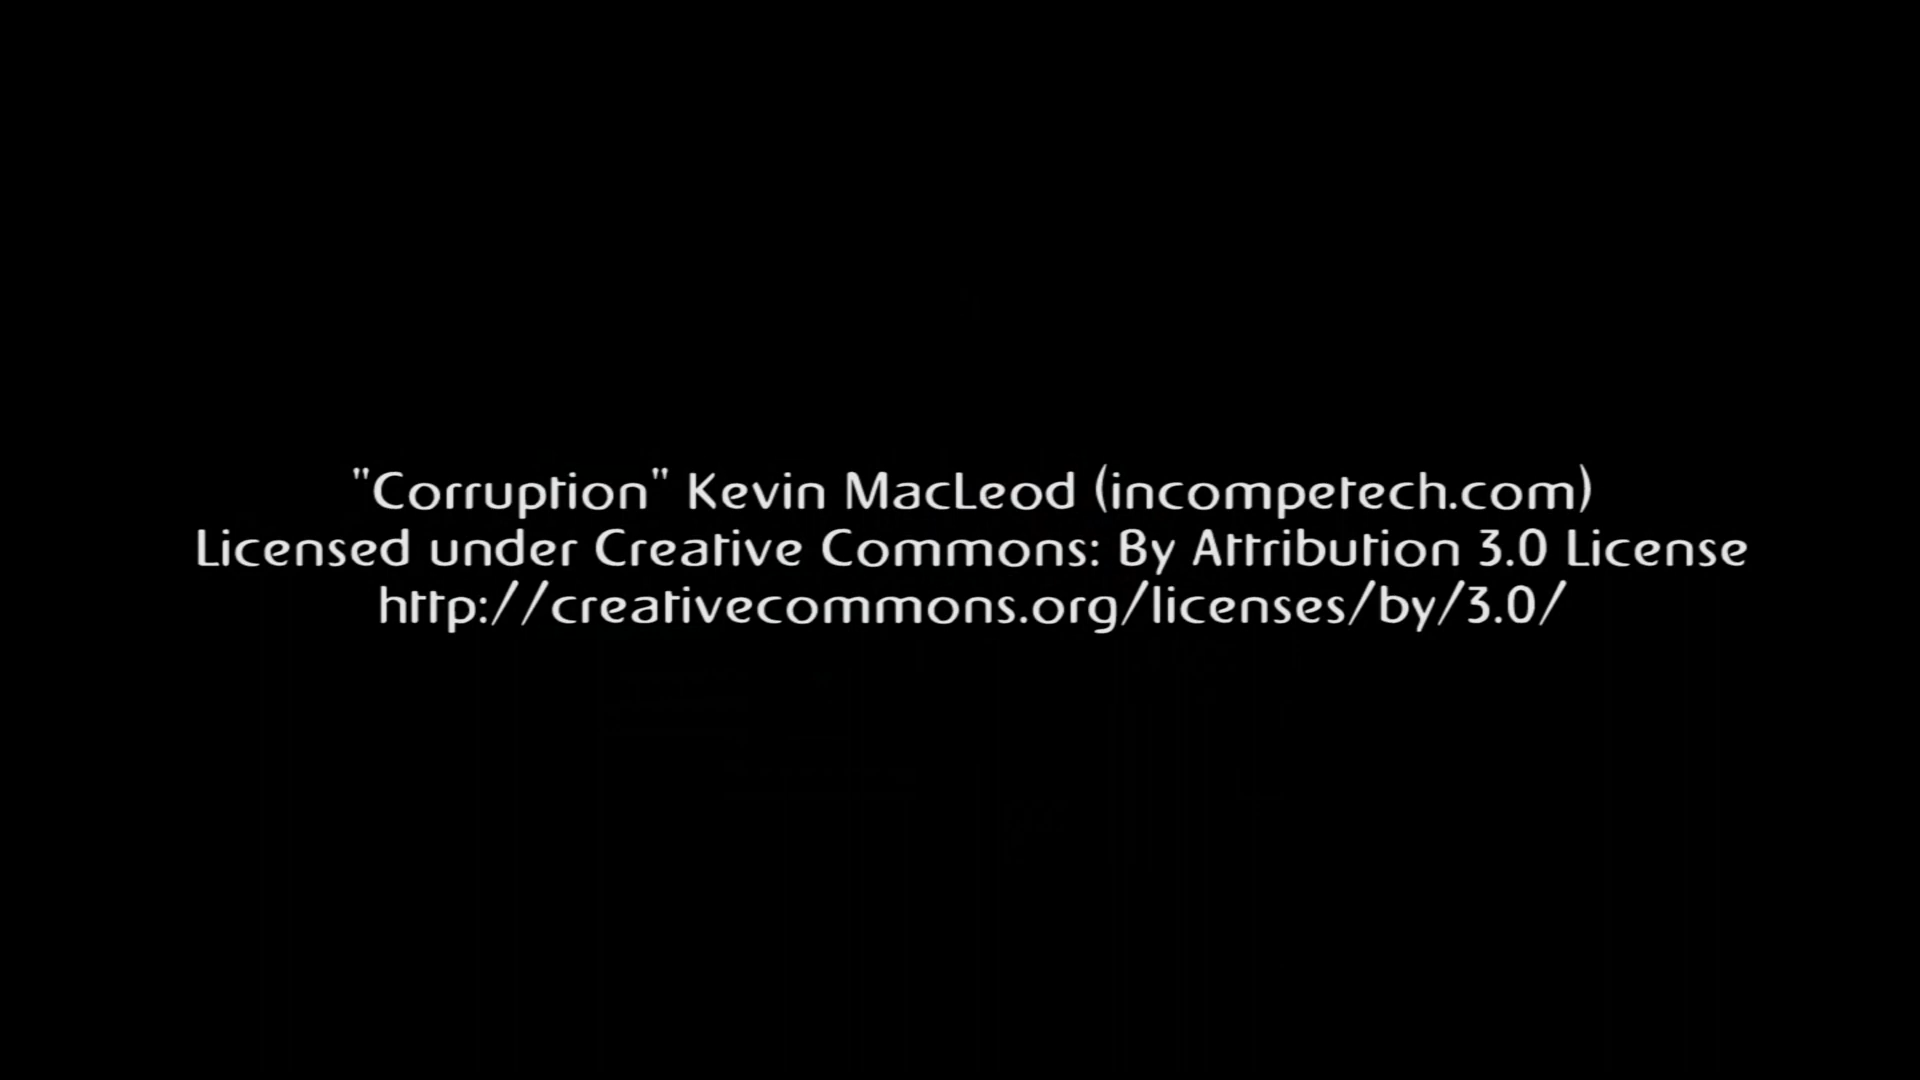 "Corruption" Kevin MacLeod (incompetech.com)
Licensed under Creative Commons: By Attribution 3.0 License
http://creativecommons.org/licenses/by/3.0/